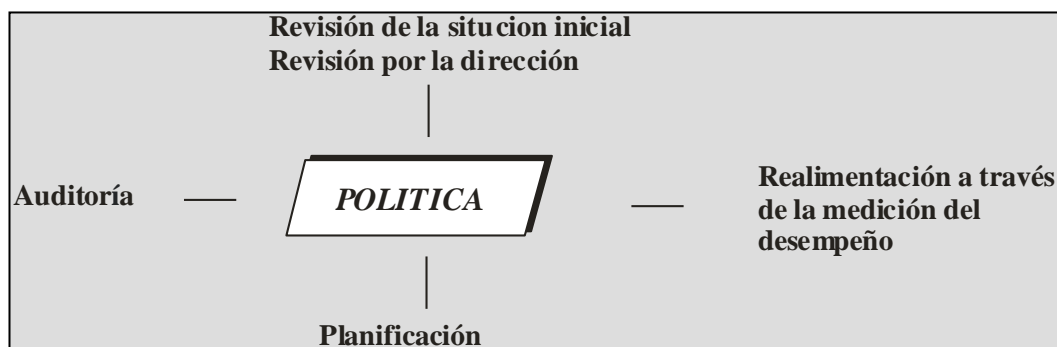 Revisión de la situcion inicial
Revisión por la dirección
Auditoría
POLITICA
Realimentación a través
de la medición del
desempeño
Planificación